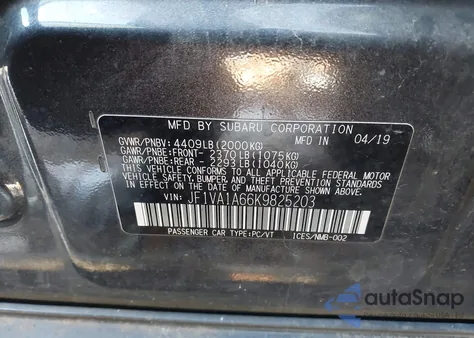 MFD BY SUBARU CORPORATION
GVWR/PNBV: 4409LB(2000KG) MFD IN 04/19
GAWR/PNBE:FRONT- 2370LB(1075KG)
GAWR/PNBE:REAR - 2293LB(1040KG)
THIS VEHICLE CONFORMS TO ALL APPLICABLE FEDERAL MOTOR
VEHICLE SAFETY, BUMPER, AND THEFT PREVENTION STANDARDS
IN EFFECT ON THE DATE OF MANUFACTURE SHOWN ABOVE.
VIN: JF1VA1A66K9825203
PASSENGER CAR TYPE:PC/VT ICES/NMB-002
autoSnap